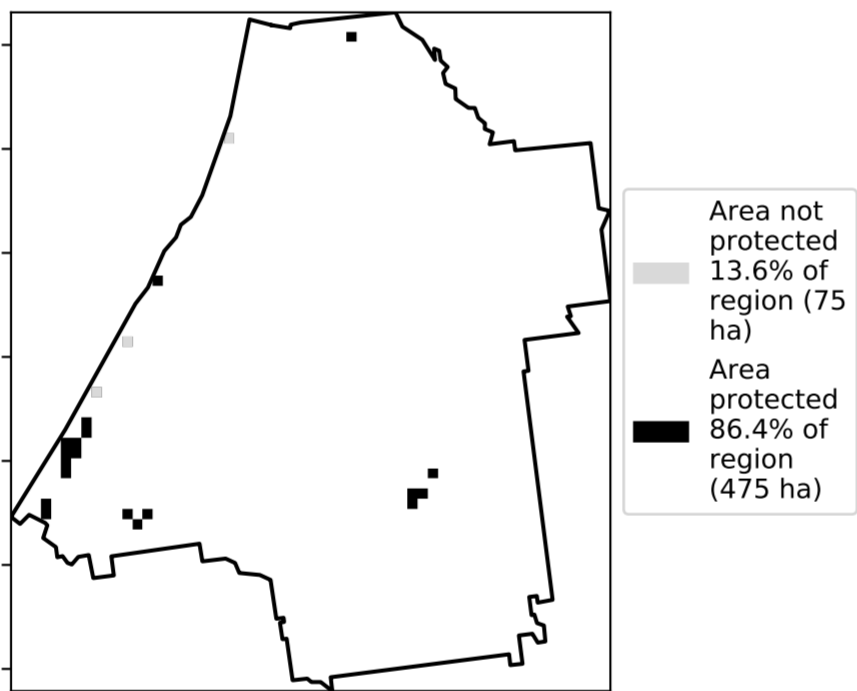 Area not
protected
13.6% of
region (75
ha)
Area
protected
86.4% of
region
(475 ha)